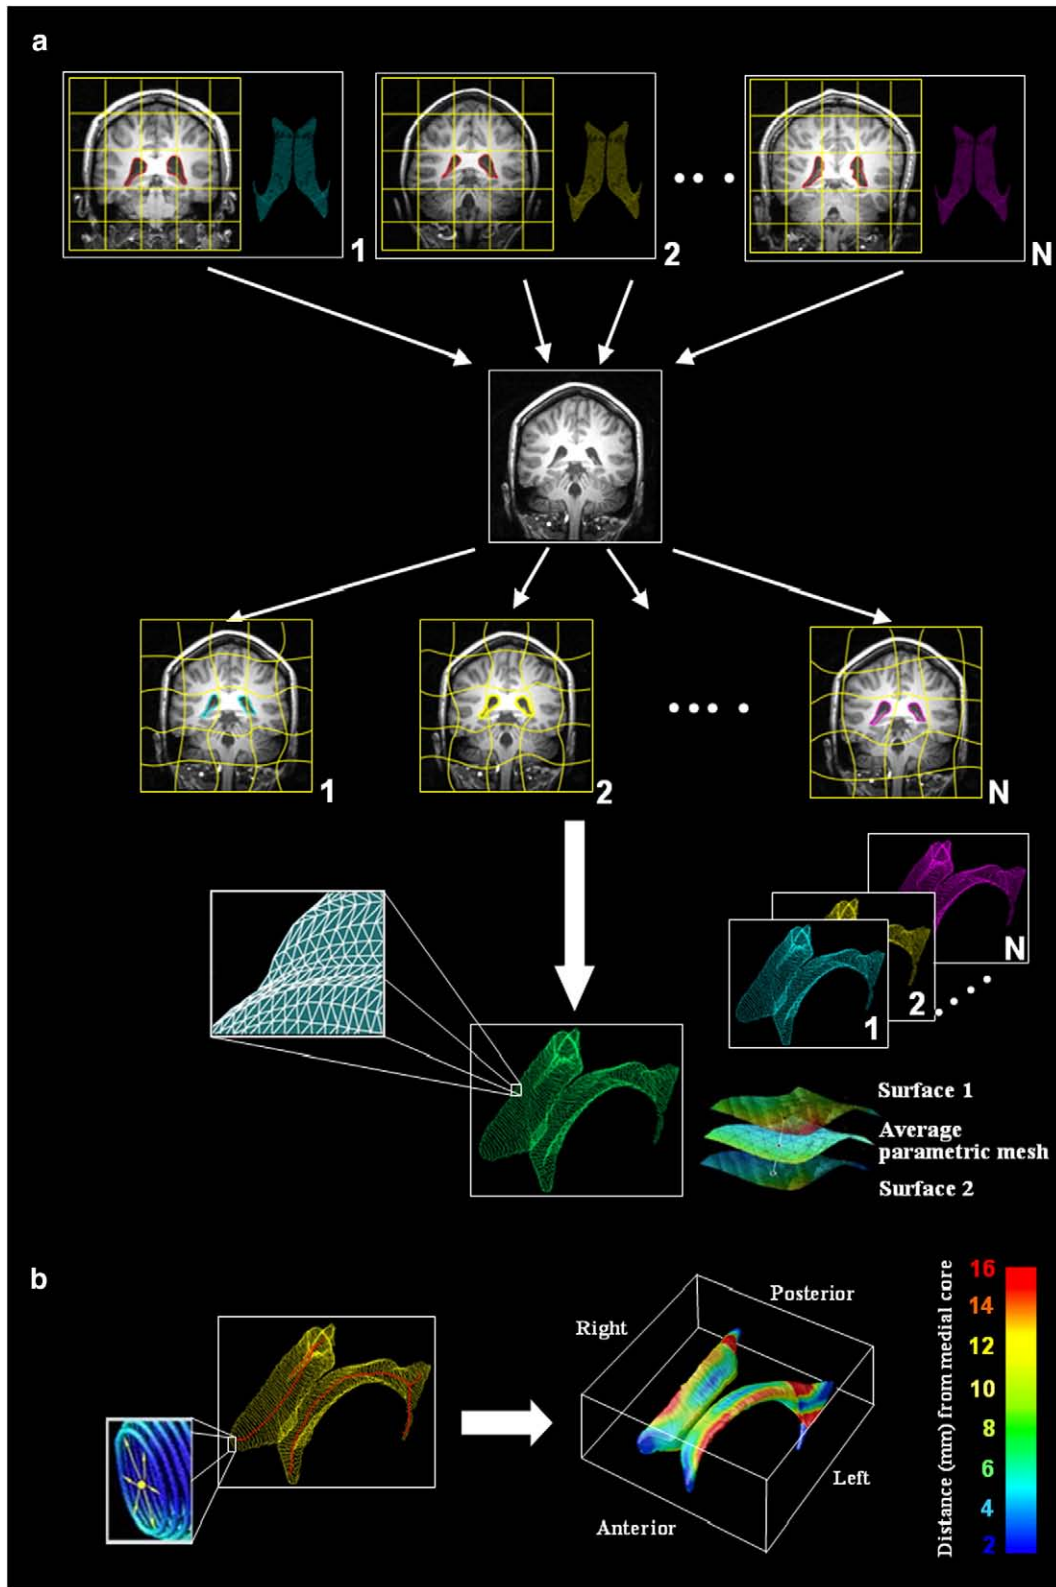 a
1
2
N
1
2
N
N
2
1
Surface 1
Average
parametric mesh
Surface 2
b
Posterior
Right
Left
Anterior
Distance (mm) from medial core
16
14
12
10
8
6
4
2